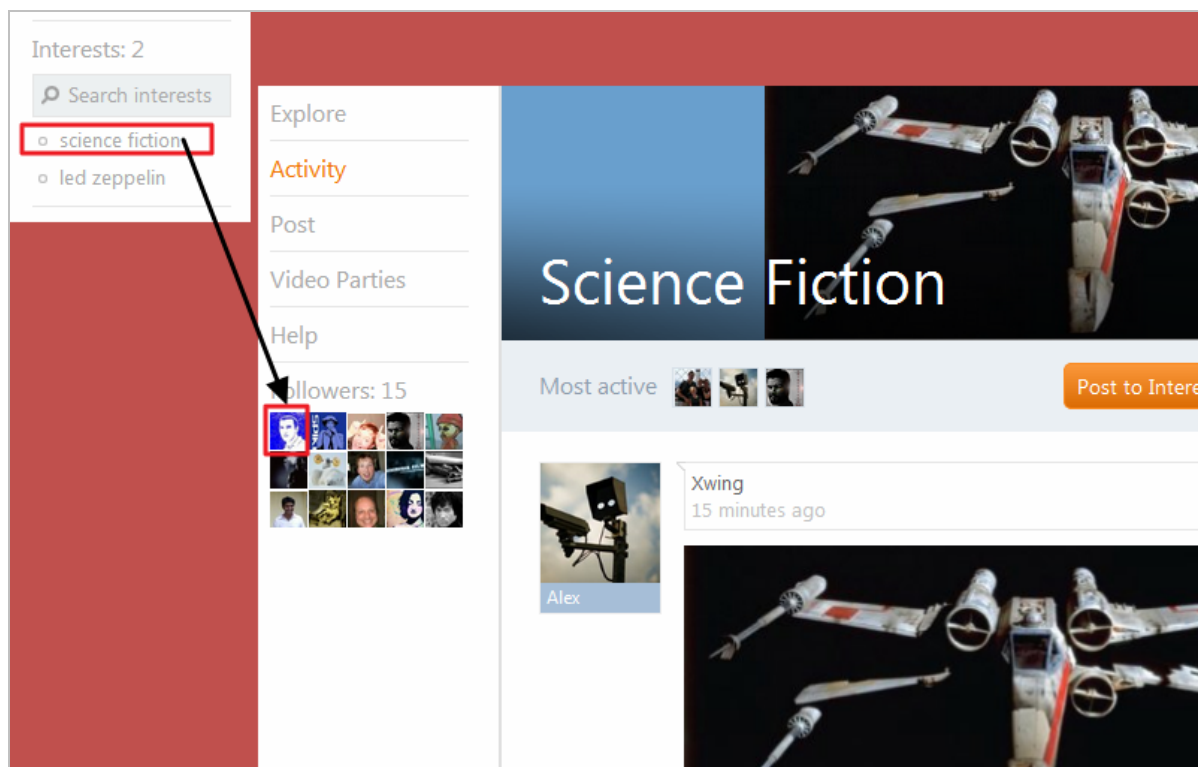 Interests: 2
Search interests
science fiction
led zeppelin
Explore
Activity
Post
Video Parties
Help
Followers: 15
Science Fiction
Most active
Post to Intere
Xwing
15 minutes ago
Alex